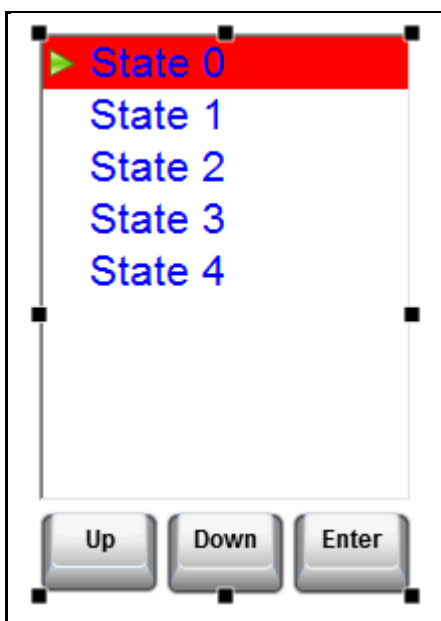 State 0
State 1
State 2
State 3
State 4
Up Down Enter